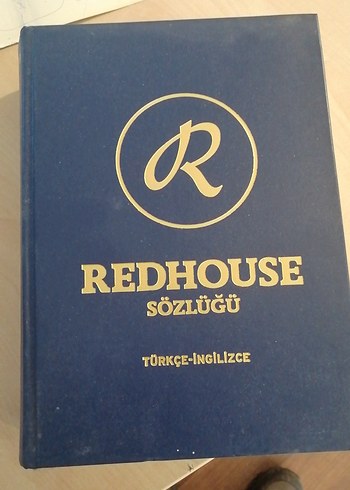 R
REDHOUSE
SÖZLÜĞÜ
TÜRKÇE-İNGİLİZCE